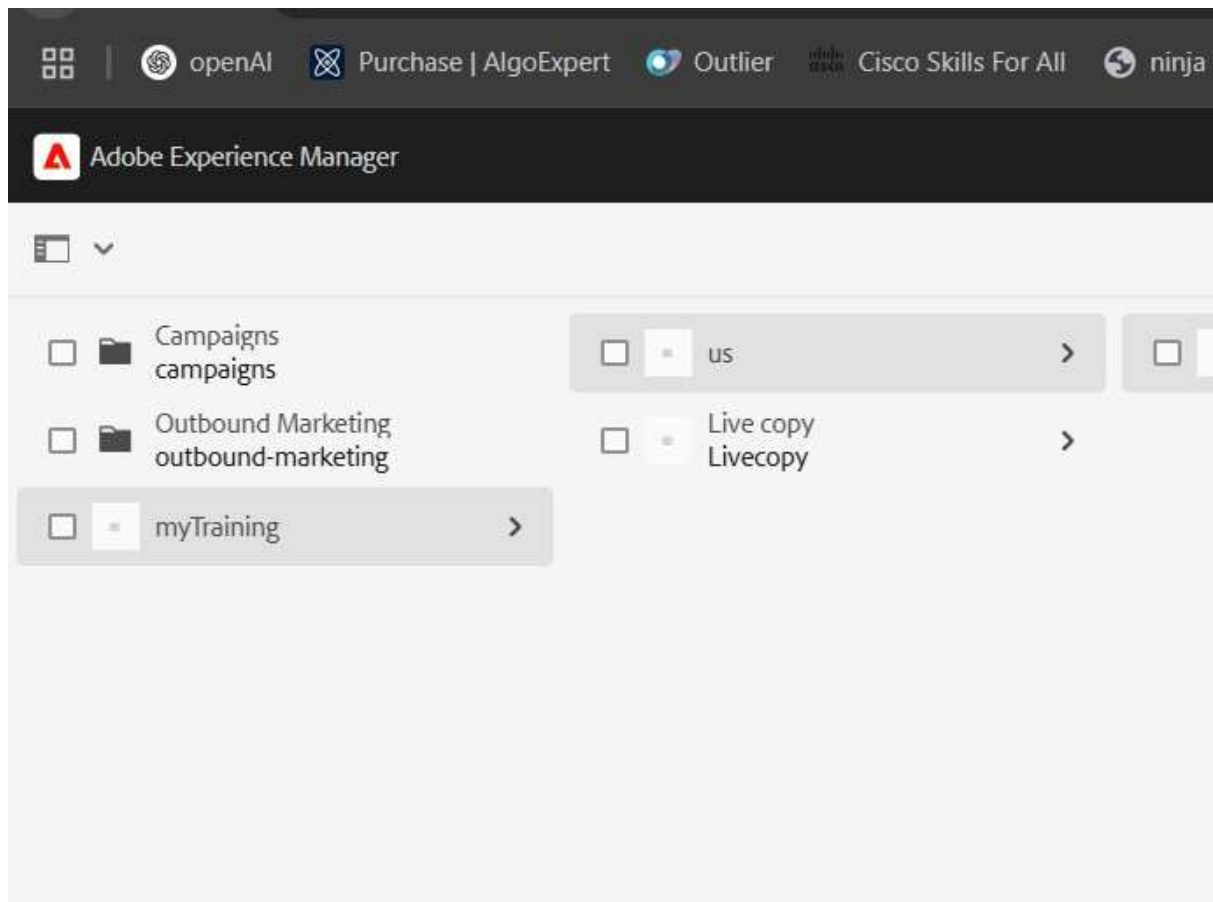 openAI Purchase | AlgoExpert Outlier Cisco Skills For All ninja
Adobe Experience Manager
Campaigns
campaigns
Outbound Marketing
outbound-marketing
myTraining
us
Live copy
Livecopy